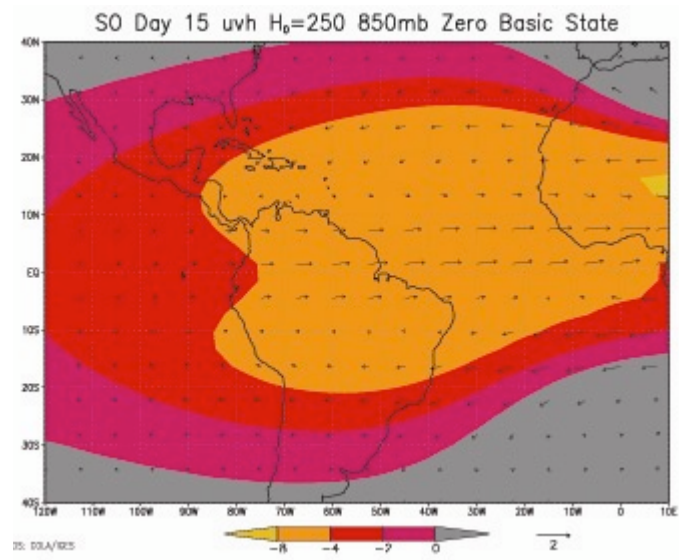 SO Day 15 uvh H₀=250 850mb Zero Basic State
40N
30N
20N
10N
EQ
10S
20S
30S
40S
120W 110W 100W 90W 80W 70W 60W 50W 40W 30W 20W 10W 0 10E
-8 -4 -2 0
2